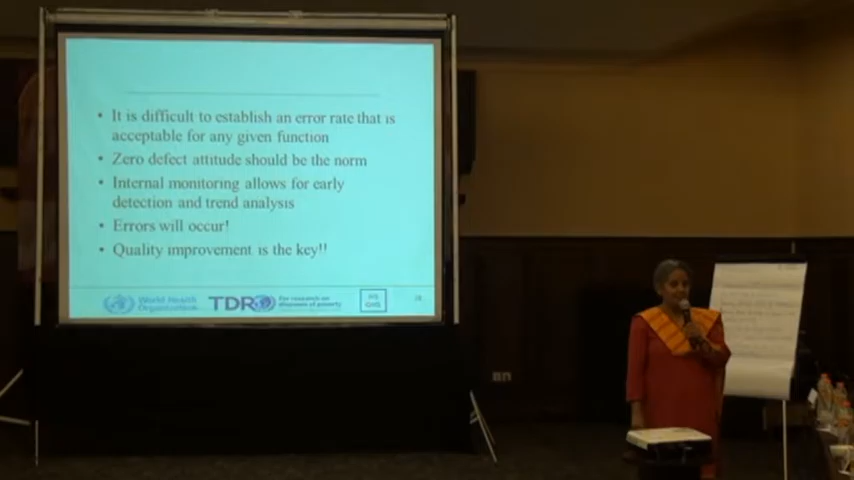 • It is difficult to establish an error rate that is
acceptable for any given function
• Zero defect attitude should be the norm
• Internal monitoring allows for early
detection and trend analysis
• Errors will occur!
• Quality improvement is the key!!
World Health
Organization
TDR
For research on
diseases of poverty